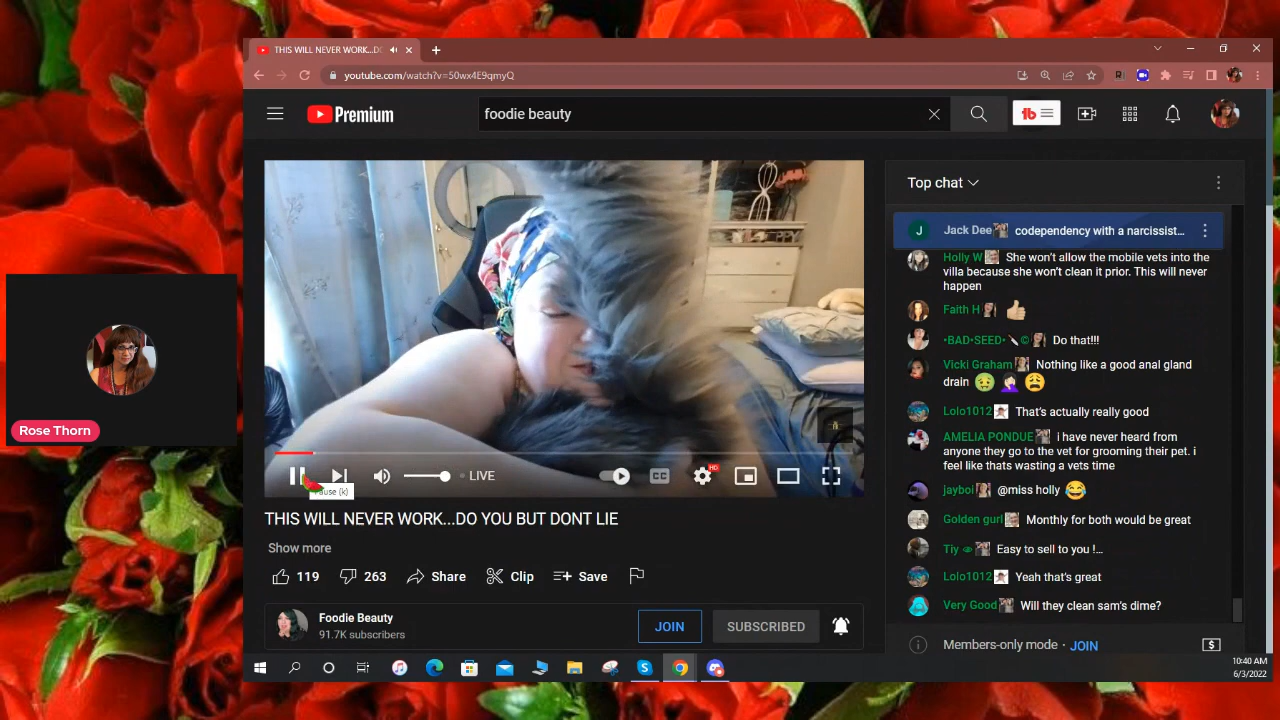 THIS WILL NEVER WORK...DO
youtube.com/watch?v=50wx4E9qmyQ
Premium
foodie beauty
Top chat
J Jack Dee codependency with a narcissist...
Holly W She won't allow the mobile vets into the
villa because she won't clean it prior. This will never
happen
Faith H
•BAD•SEED• © Do that!!!
Vicki Graham Nothing like a good anal gland
drain
Lolo1012 That's actually really good
AMELIA PONDUE i have never heard from
anyone they go to the vet for grooming their pet. i
feel like thats wasting a vets time
jayboi @miss holly
Golden gurl Monthly for both would be great
Tiy Easy to sell to you !...
Lolo1012 Yeah that's great
Very Good Will they clean sam's dime?
Members-only mode · JOIN
Rose Thorn
LIVE
CC
HD
Pause (k)
THIS WILL NEVER WORK...DO YOU BUT DONT LIE
Show more
119 263 Share Clip Save
Foodie Beauty
91.7K subscribers
JOIN SUBSCRIBED
10:40 AM
6/3/2022